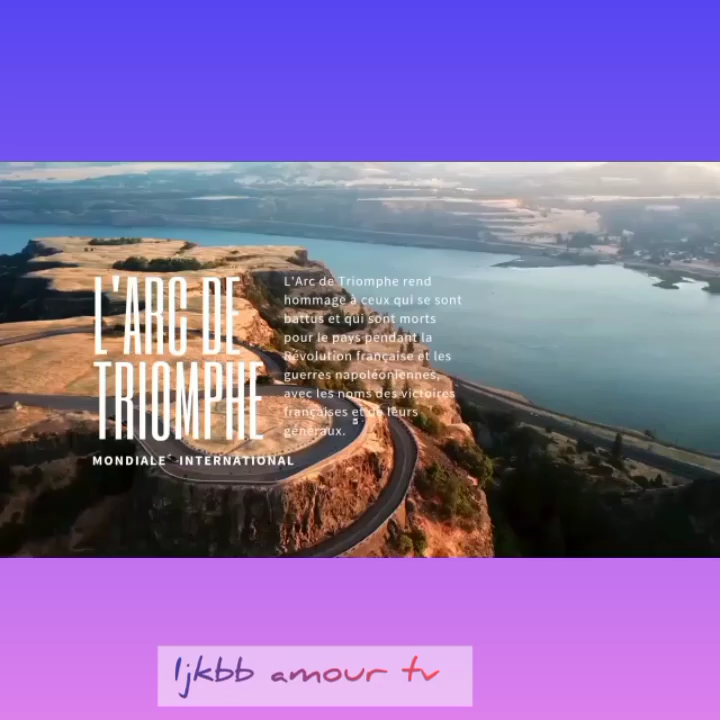 L'ARC DE
TRIOMPHE
MONDIALE INTERNATIONAL
L'Arc de Triomphe rend
hommage à ceux qui se sont
battus et qui sont morts
pour le pays pendant la
Révolution française et les
guerres napoléoniennes,
avec les noms des victoires
françaises et de leurs
généraux.
ljkbb amour tv